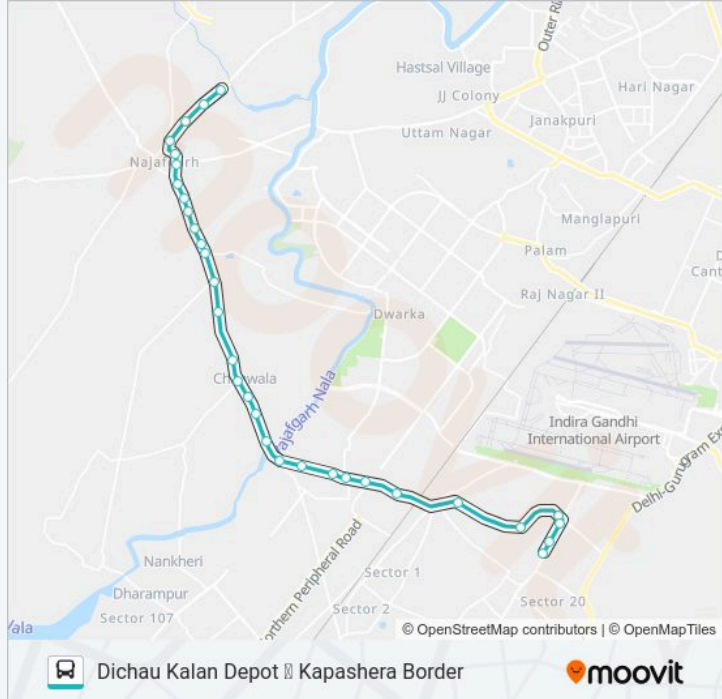 Outer Ri
Hastsal Village
JJ Colony
Hari Nagar
Janakpuri
Uttam Nagar
Najafgarh
Manglapuri
Palam
D
Cant
Raj Nagar II
Dwarka
Chhawala
Najafgarh Nala
Indira Gandhi
International Airport
Delhi-Gurugram Exp
Northern Peripheral Road
Nankheri
Dharampur
Sector 107
Sector 1
Sector 2
Sector 20
© OpenStreetMap contributors | © OpenMapTiles
Dichau Kalan Depot Kapashera Border
moovit